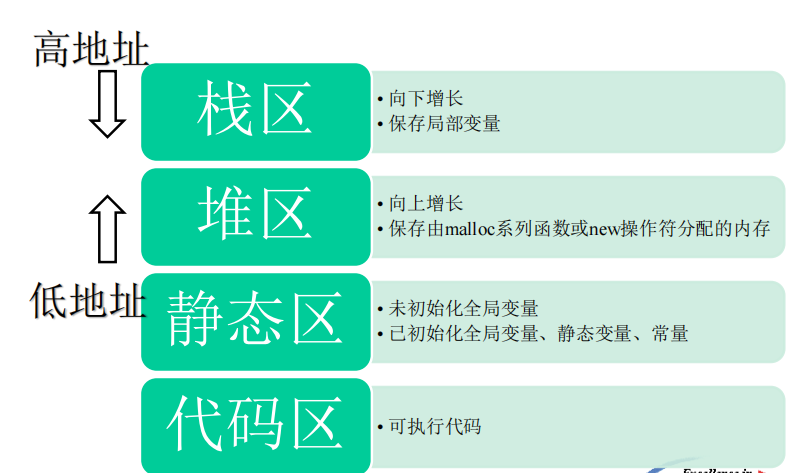 高地址
栈区
• 向下增长
• 保存局部变量
堆区
• 向上增长
• 保存由malloc系列函数或new操作符分配的内存
低地址
静态区
• 未初始化全局变量
• 已初始化全局变量、静态变量、常量
代码区
• 可执行代码